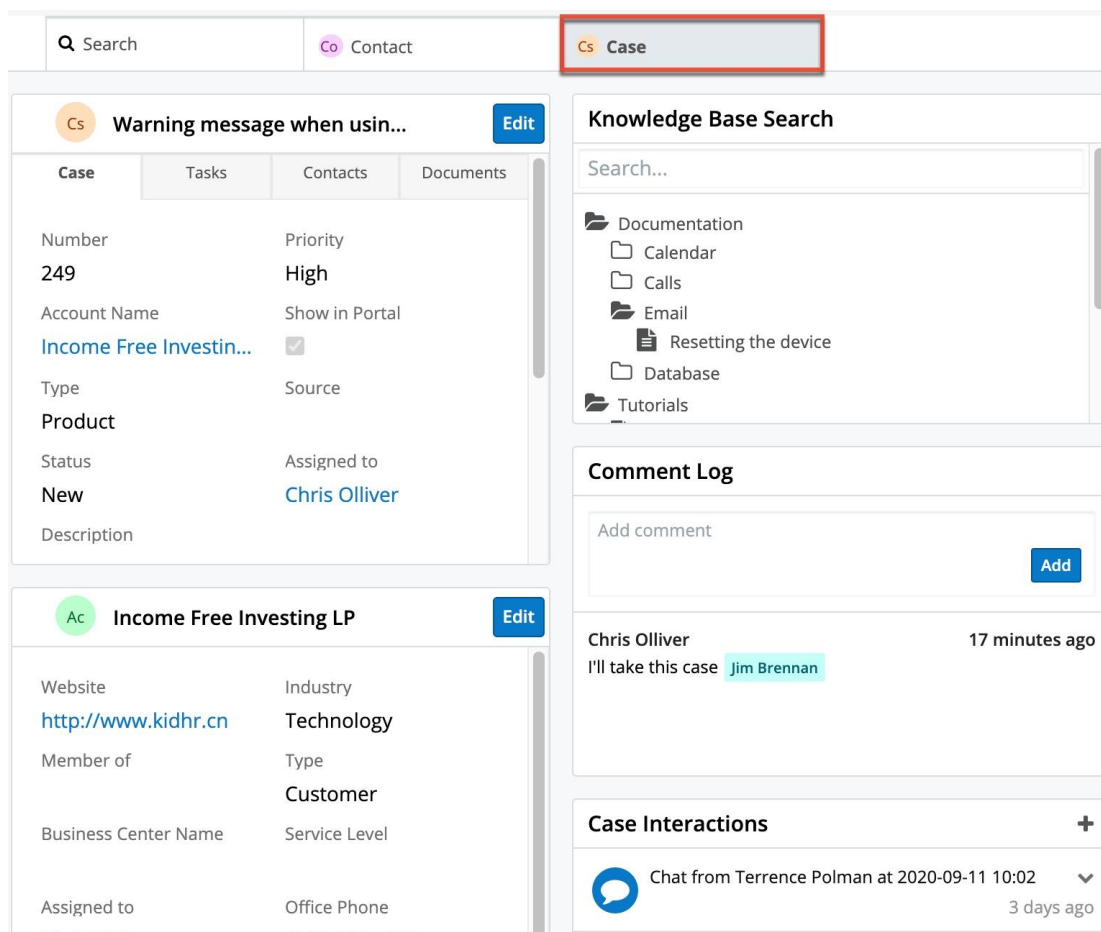 Search
Co Contact
Cs Case
Cs Warning message when usin... Edit
Case Tasks Contacts Documents
Number Priority
249 High
Account Name Show in Portal
Income Free Investin...
Type Source
Product
Status Assigned to
New Chris Olliver
Description
Ac Income Free Investing LP Edit
Website Industry
http://www.kidhr.cn Technology
Member of Type
Customer
Business Center Name Service Level
Assigned to Office Phone
Knowledge Base Search
Search...
Documentation
Calendar
Calls
Email
Resetting the device
Database
Tutorials
Comment Log
Add comment
Add
Chris Olliver 17 minutes ago
I'll take this case Jim Brennan
Case Interactions +
Chat from Terrence Polman at 2020-09-11 10:02
3 days ago